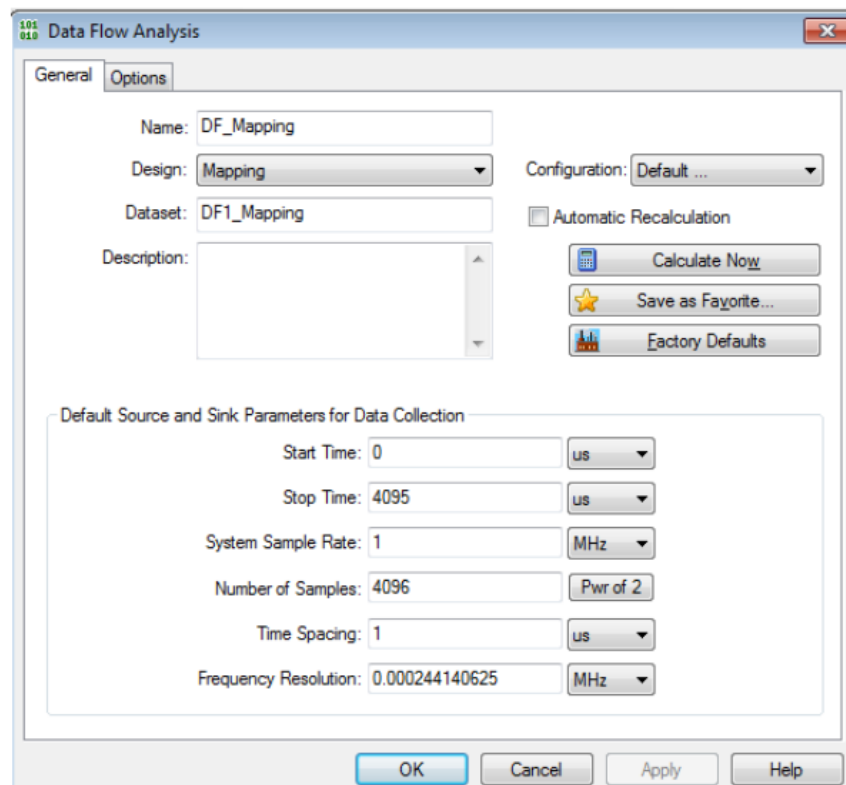 101
010
Data Flow Analysis
General Options
Name: DF_Mapping
Design: Mapping Configuration: Default ...
Dataset: DF1_Mapping Automatic Recalculation
Description: Calculate Now
Save as Favorite...
Factory Defaults
Default Source and Sink Parameters for Data Collection
Start Time: 0 us
Stop Time: 4095 us
System Sample Rate: 1 MHz
Number of Samples: 4096 Pwr of 2
Time Spacing: 1 us
Frequency Resolution: 0.000244140625 MHz
OK Cancel Apply Help